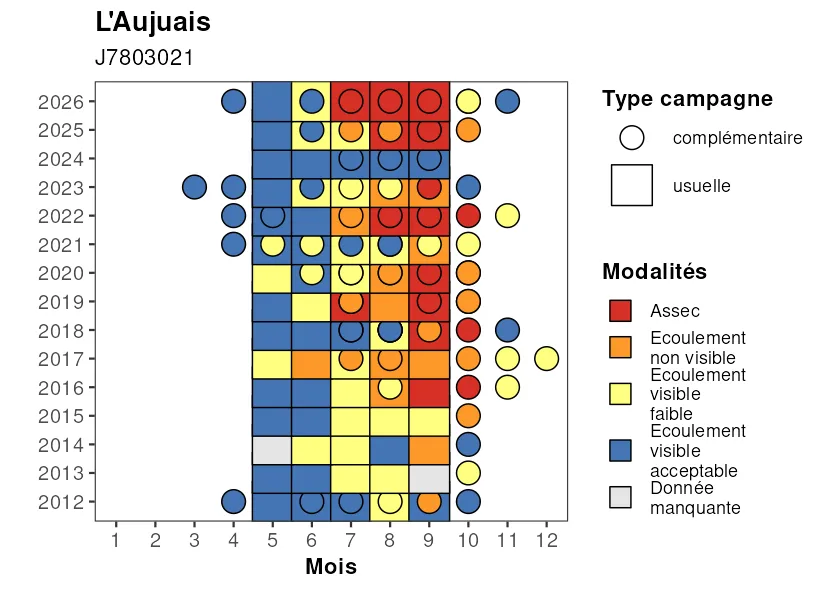 L'Aujuais
J7803021
2026
2025
2024
2023
2022
2021
2020
2019
2018
2017
2016
2015
2014
2013
2012
1 2 3 4 5 6 7 8 9 10 11 12
Mois
Type campagne
complémentaire
usuelle
Modalités
Assec
Ecoulement
non visible
Ecoulement
visible
faible
Ecoulement
visible
acceptable
Donnée
manquante